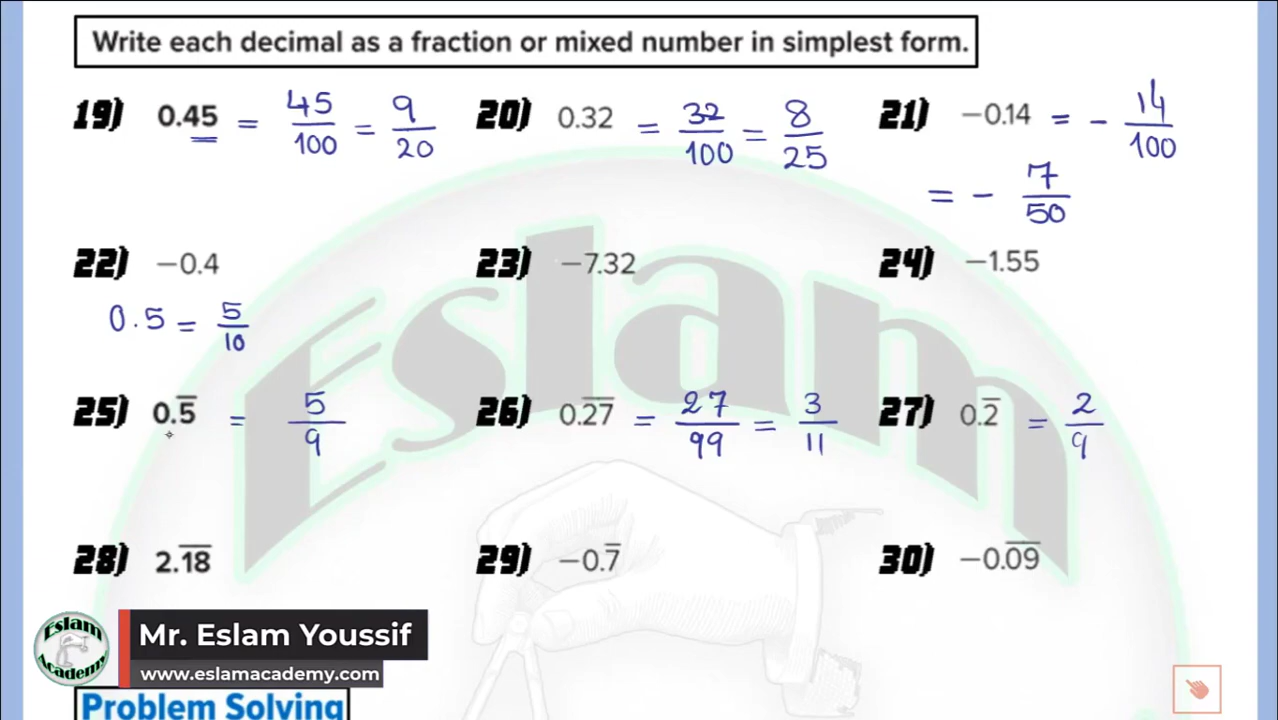 Write each decimal as a fraction or mixed number in simplest form.
19) 0.45 = 45/100 = 9/20 20) 0.32 = 32/100 = 8/25 21) −0.14 = − 14/100
= − 7/50
22) −0.4 23) −7.32 24) −1.55
0.5 = 5/10
25) 0.5̅ = 5/9 26) 0.2̅7̅ = 27/99 = 3/11 27) 0.2̅ = 2/9
28) 2.1̅8̅ 29) −0.7̅ 30) −0.0̅9̅
Eslam
Eslam
Academy
Mr. Eslam Youssif
www.eslamacademy.com
Problem Solving